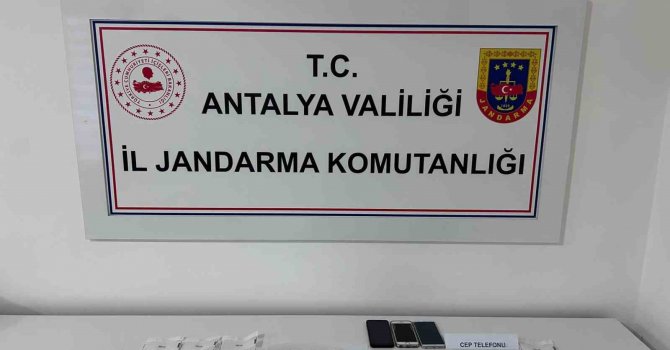 T.C.
ANTALYA VALİLİĞİ
İL JANDARMA KOMUTANLIĞI
JANDARMA
CEP TELEFONU